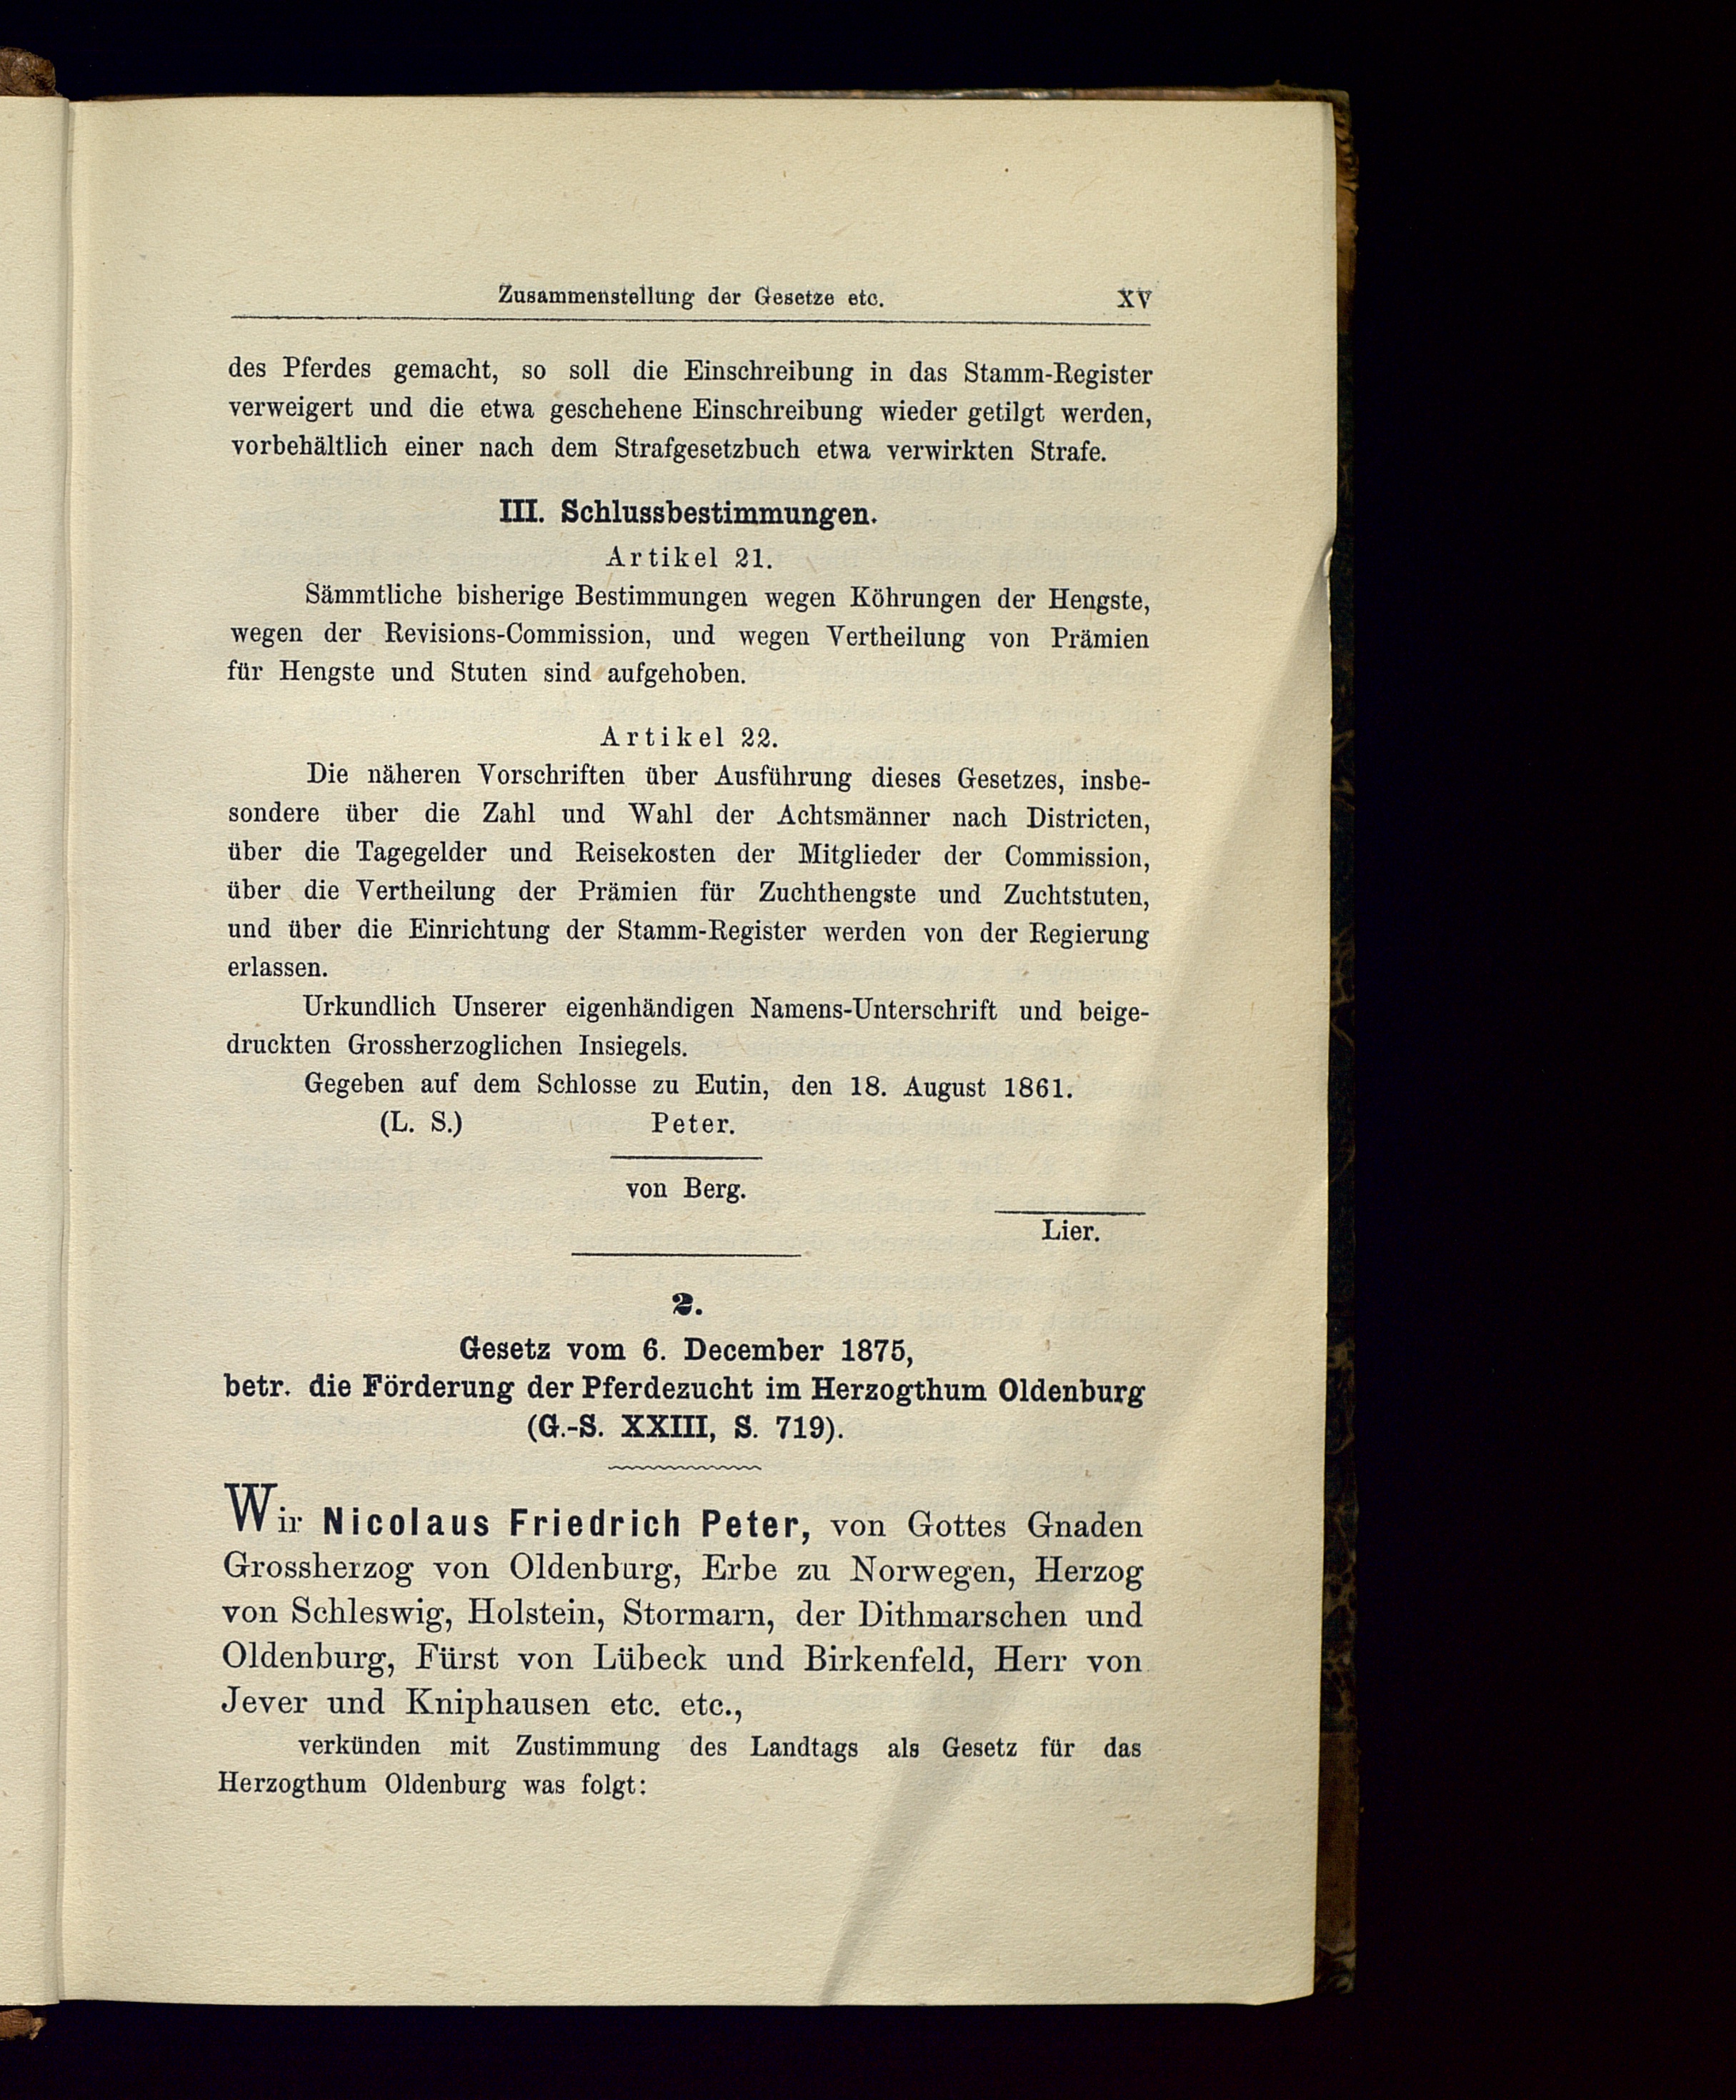 Zusammenstellung der Gesetze etc. XV
des Pferdes gemacht, so soll die Einschreibung in das Stamm-Register
verweigert und die etwa geschehene Einschreibung wieder getilgt werden,
vorbehältlich einer nach dem Strafgesetzbuch etwa verwirkten Strafe.
III. Schlussbestimmungen.
Artikel 21.
Sämmtliche bisherige Bestimmungen wegen Köhrungen der Hengste,
wegen der Revisions-Commission, und wegen Vertheilung von Prämien
für Hengste und Stuten sind aufgehoben.
Artikel 22.
Die näheren Vorschriften über Ausführung dieses Gesetzes, insbe-
sondere über die Zahl und Wahl der Achtsmänner nach Districten,
über die Tagegelder und Reisekosten der Mitglieder der Commission,
über die Vertheilung der Prämien für Zuchthengste und Zuchtstuten,
und über die Einrichtung der Stamm-Register werden von der Regierung
erlassen.
Urkundlich Unserer eigenhändigen Namens-Unterschrift und beige-
druckten Grossherzoglichen Insiegels.
Gegeben auf dem Schlosse zu Eutin, den 18. August 1861.
(L. S.) Peter.
von Berg.
Lier.
2.
Gesetz vom 6. December 1875,
betr. die Förderung der Pferdezucht im Herzogthum Oldenburg
(G.-S. XXIII, S. 719).
Wir Nicolaus Friedrich Peter, von Gottes Gnaden
Grossherzog von Oldenburg, Erbe zu Norwegen, Herzog
von Schleswig, Holstein, Stormarn, der Dithmarschen und
Oldenburg, Fürst von Lübeck und Birkenfeld, Herr von
Jever und Kniphausen etc. etc.,
verkünden mit Zustimmung des Landtags als Gesetz für das
Herzogthum Oldenburg was folgt: